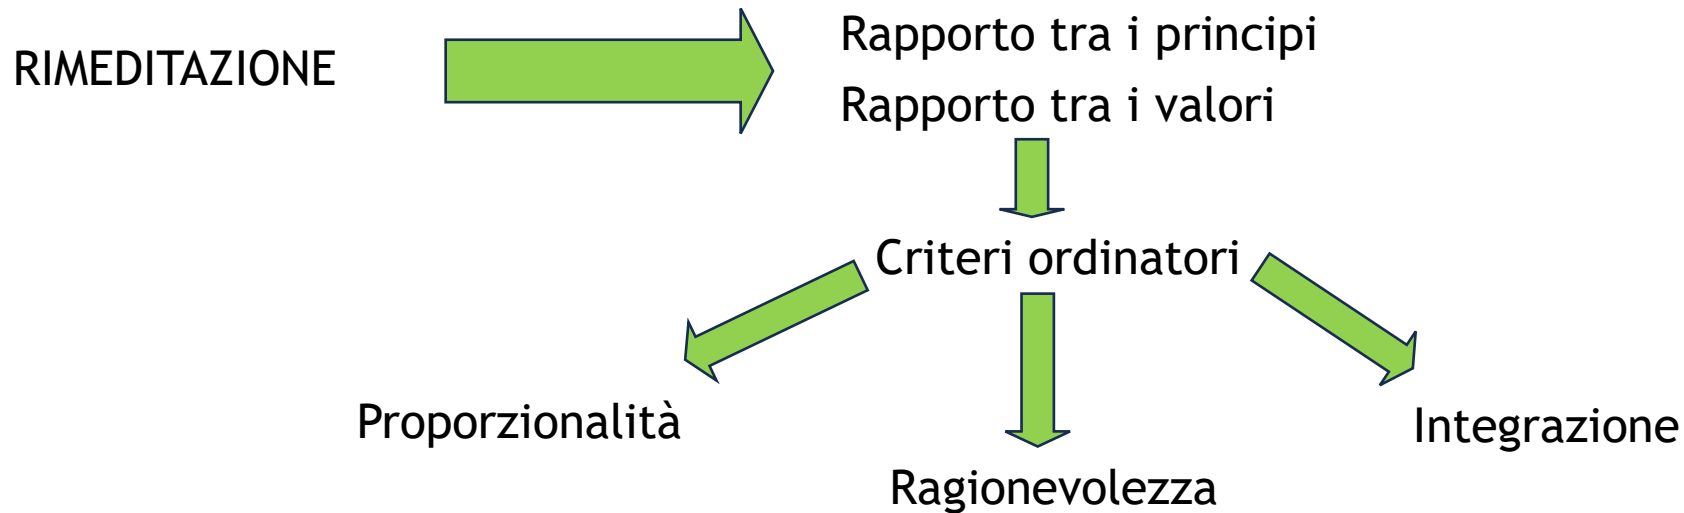 RIMEDITAZIONE
Rapporto tra i principi
Rapporto tra i valori
Criteri ordinatori
Proporzionalità
Ragionevolezza
Integrazione